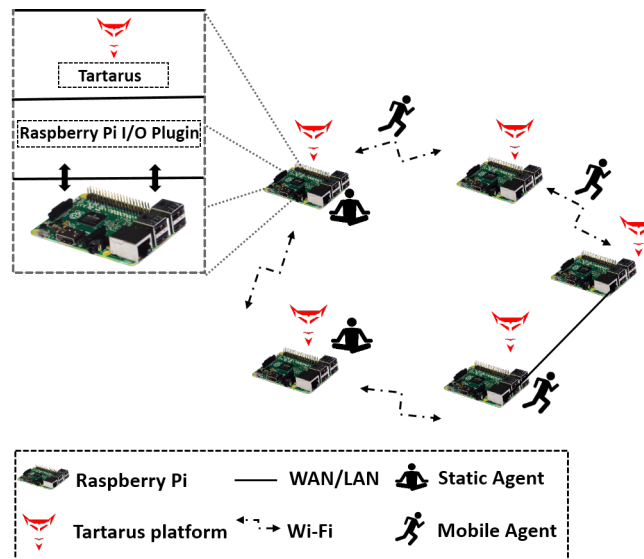 Tartarus
Raspberry Pi I/O Plugin
Raspberry Pi
WAN/LAN
Static Agent
Tartarus platform
Wi-Fi
Mobile Agent